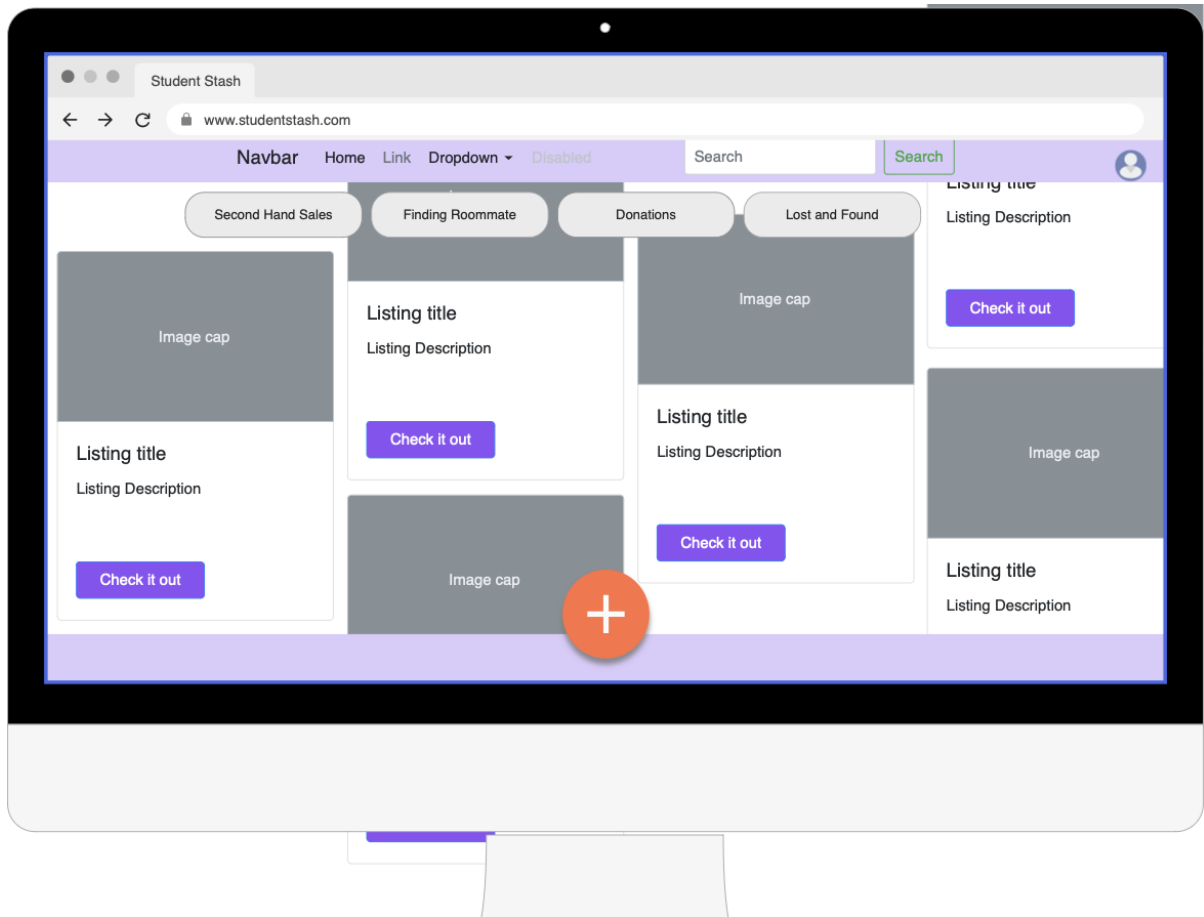 Student Stash
www.studentstash.com
Navbar Home Link Dropdown Disabled Search Search
Second Hand Sales Finding Roommate Donations Lost and Found
Image cap
Listing title
Listing Description
Check it out
Listing title
Listing Description
Check it out
Image cap
Image cap
Listing title
Listing Description
Check it out
Listing title
Listing Description
Check it out
Image cap
Listing title
Listing Description